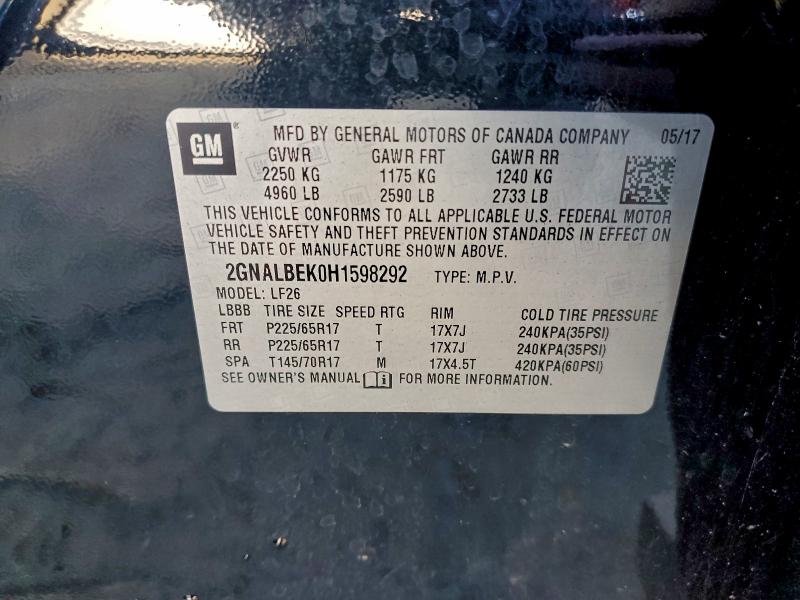 GM ® MFD BY GENERAL MOTORS OF CANADA COMPANY 05/17
GVWR GAWR FRT GAWR RR
2250 KG 1175 KG 1240 KG
4960 LB 2590 LB 2733 LB
THIS VEHICLE CONFORMS TO ALL APPLICABLE U.S. FEDERAL MOTOR
VEHICLE SAFETY AND THEFT PREVENTION STANDARDS IN EFFECT ON
THE DATE OF MANUFACTURE SHOWN ABOVE.
2GNALBEK0H1598292 TYPE: M.P.V.
MODEL: LF26
LBBB TIRE SIZE SPEED RTG RIM COLD TIRE PRESSURE
FRT P225/65R17 T 17X7J 240KPA(35PSI)
RR P225/65R17 T 17X7J 240KPA(35PSI)
SPA T145/70R17 M 17X4.5T 420KPA(60PSI)
SEE OWNER'S MANUAL FOR MORE INFORMATION.